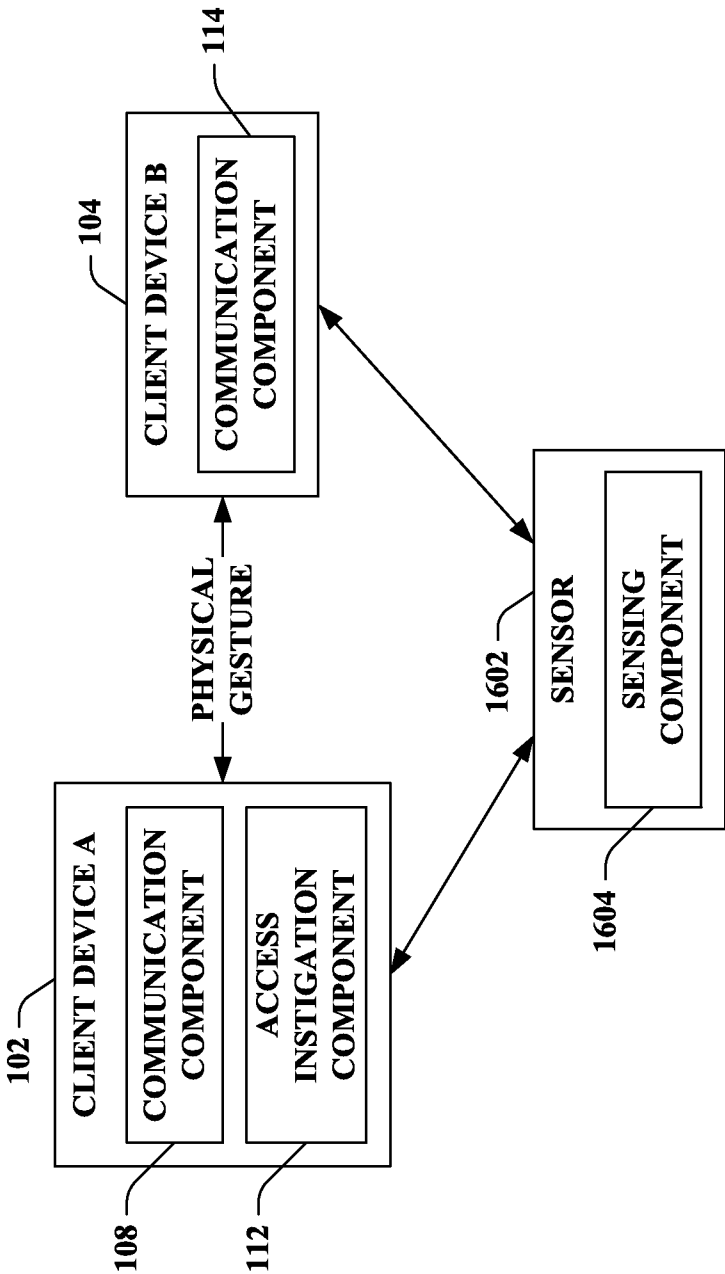 102
CLIENT DEVICE A
COMMUNICATION
COMPONENT
108
ACCESS
INSTIGATION
COMPONENT
112
PHYSICAL
GESTURE
104
CLIENT DEVICE B
COMMUNICATION
COMPONENT
114
1602
SENSOR
SENSING
COMPONENT
1604